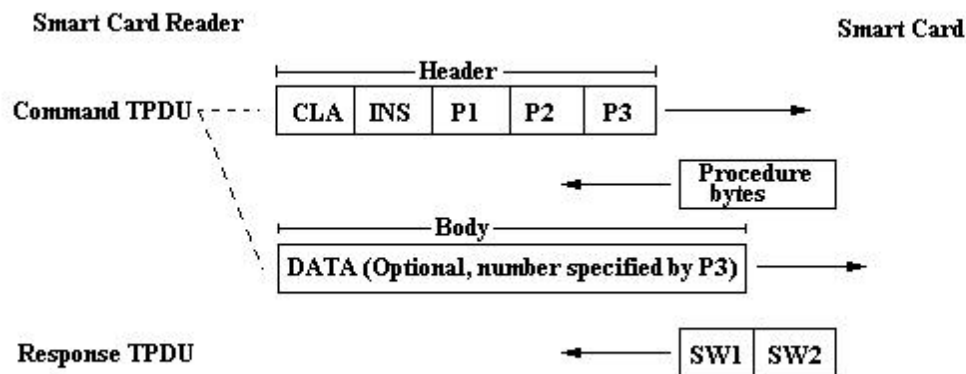 Smart Card Reader
Smart Card
Header
Command TPDU
CLA INS P1 P2 P3
Procedure
bytes
Body
DATA (Optional, number specified by P3)
Response TPDU
SW1 SW2